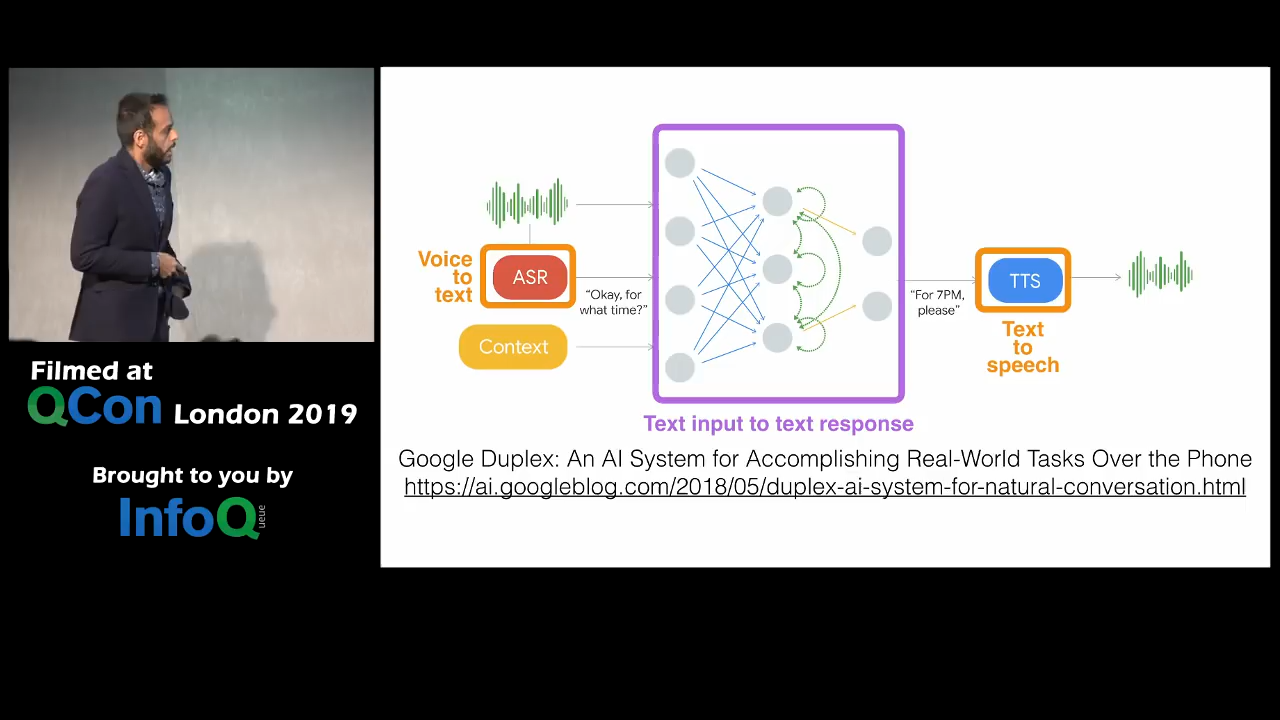 Filmed at
QCon London 2019
Brought to you by
InfoQ
ueue
Voice
to
text
ASR
"Okay, for
what time?"
Context
Text input to text response
"For 7PM,
please"
TTS
Text
to
speech
Google Duplex: An AI System for Accomplishing Real-World Tasks Over the Phone
https://ai.googleblog.com/2018/05/duplex-ai-system-for-natural-conversation.html